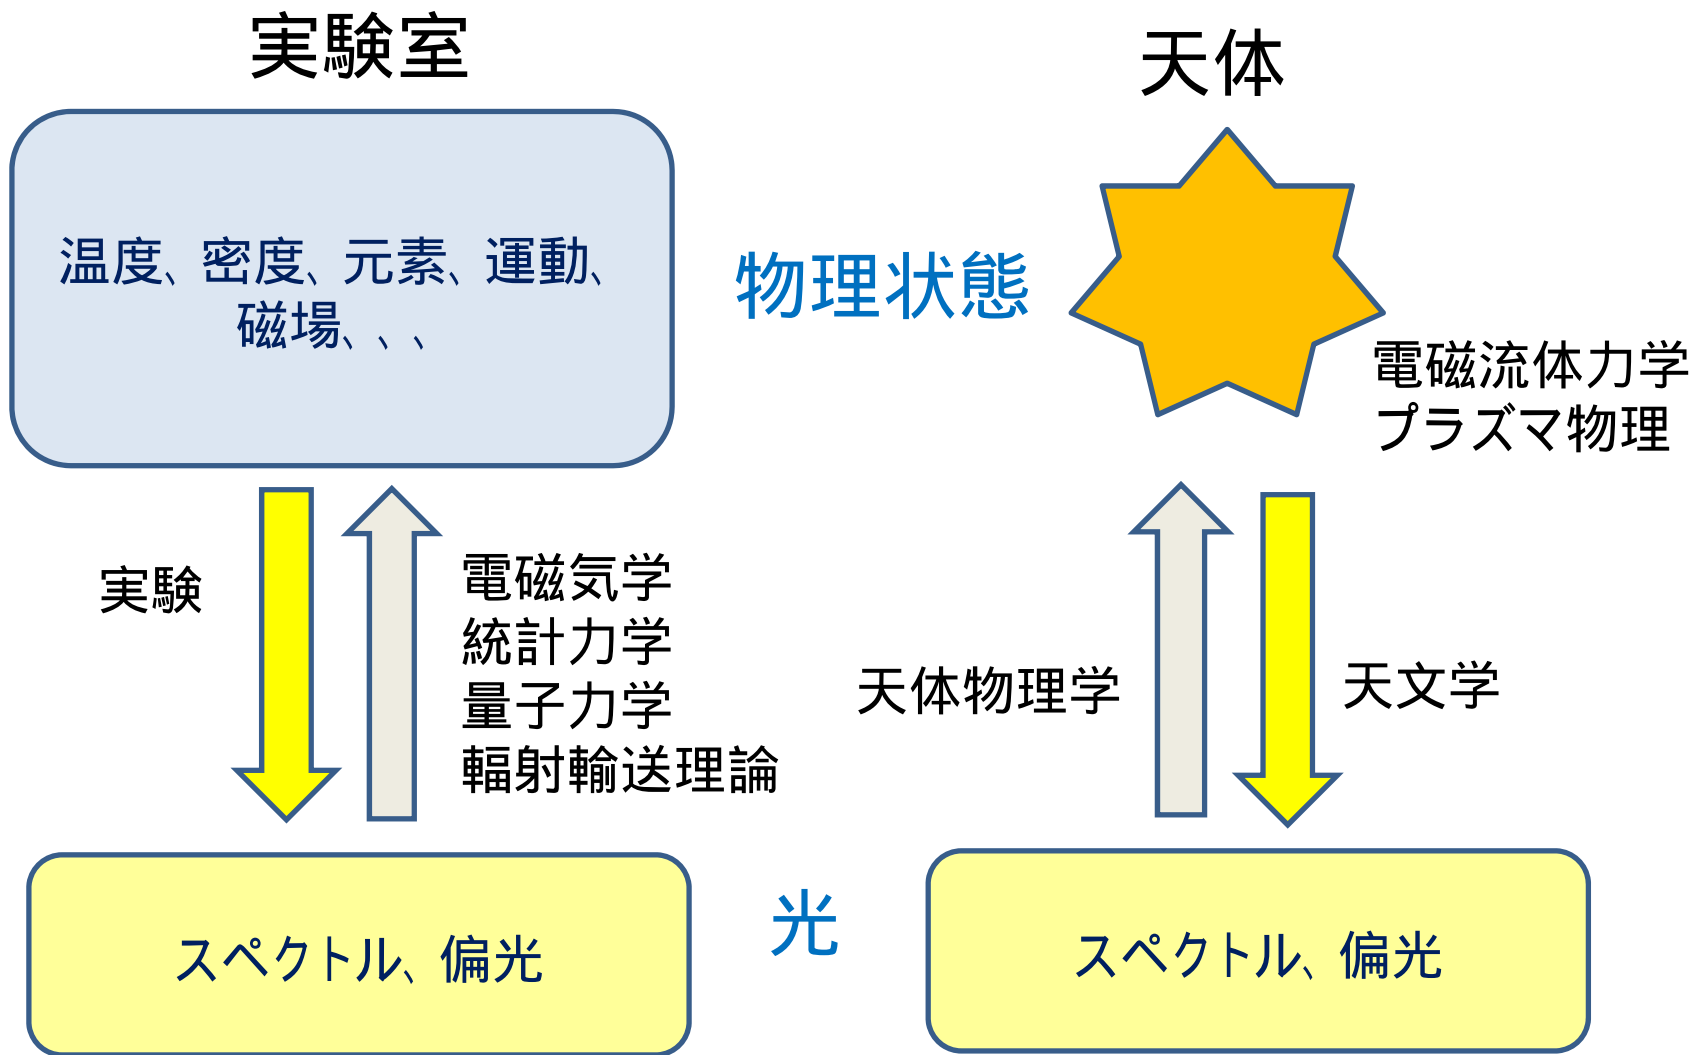 実験室
天体
温度、密度、元素、運動、
磁場、、、
物理状態
電磁流体力学
プラズマ物理
実験
電磁気学
統計力学
量子力学
輻射輸送理論
天体物理学
天文学
スペクトル、偏光
光
スペクトル、偏光